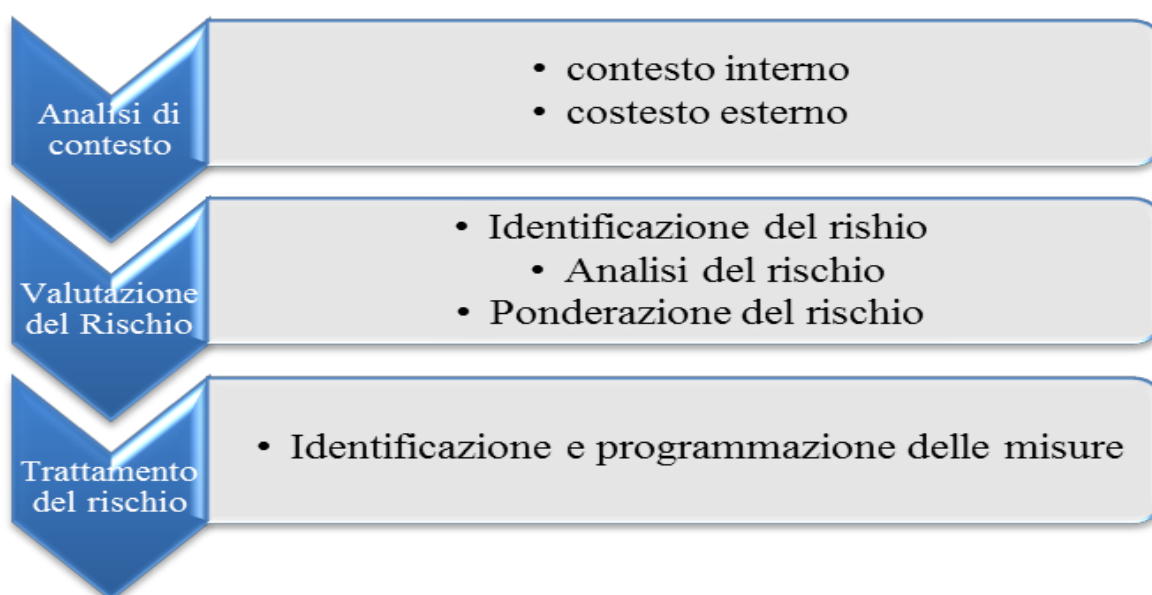 Analisi di
contesto
• contesto interno
• costesto esterno
Valutazione
del Rischio
• Identificazione del rishio
• Analisi del rischio
• Ponderazione del rischio
Trattamento
del rischio
• Identificazione e programmazione delle misure